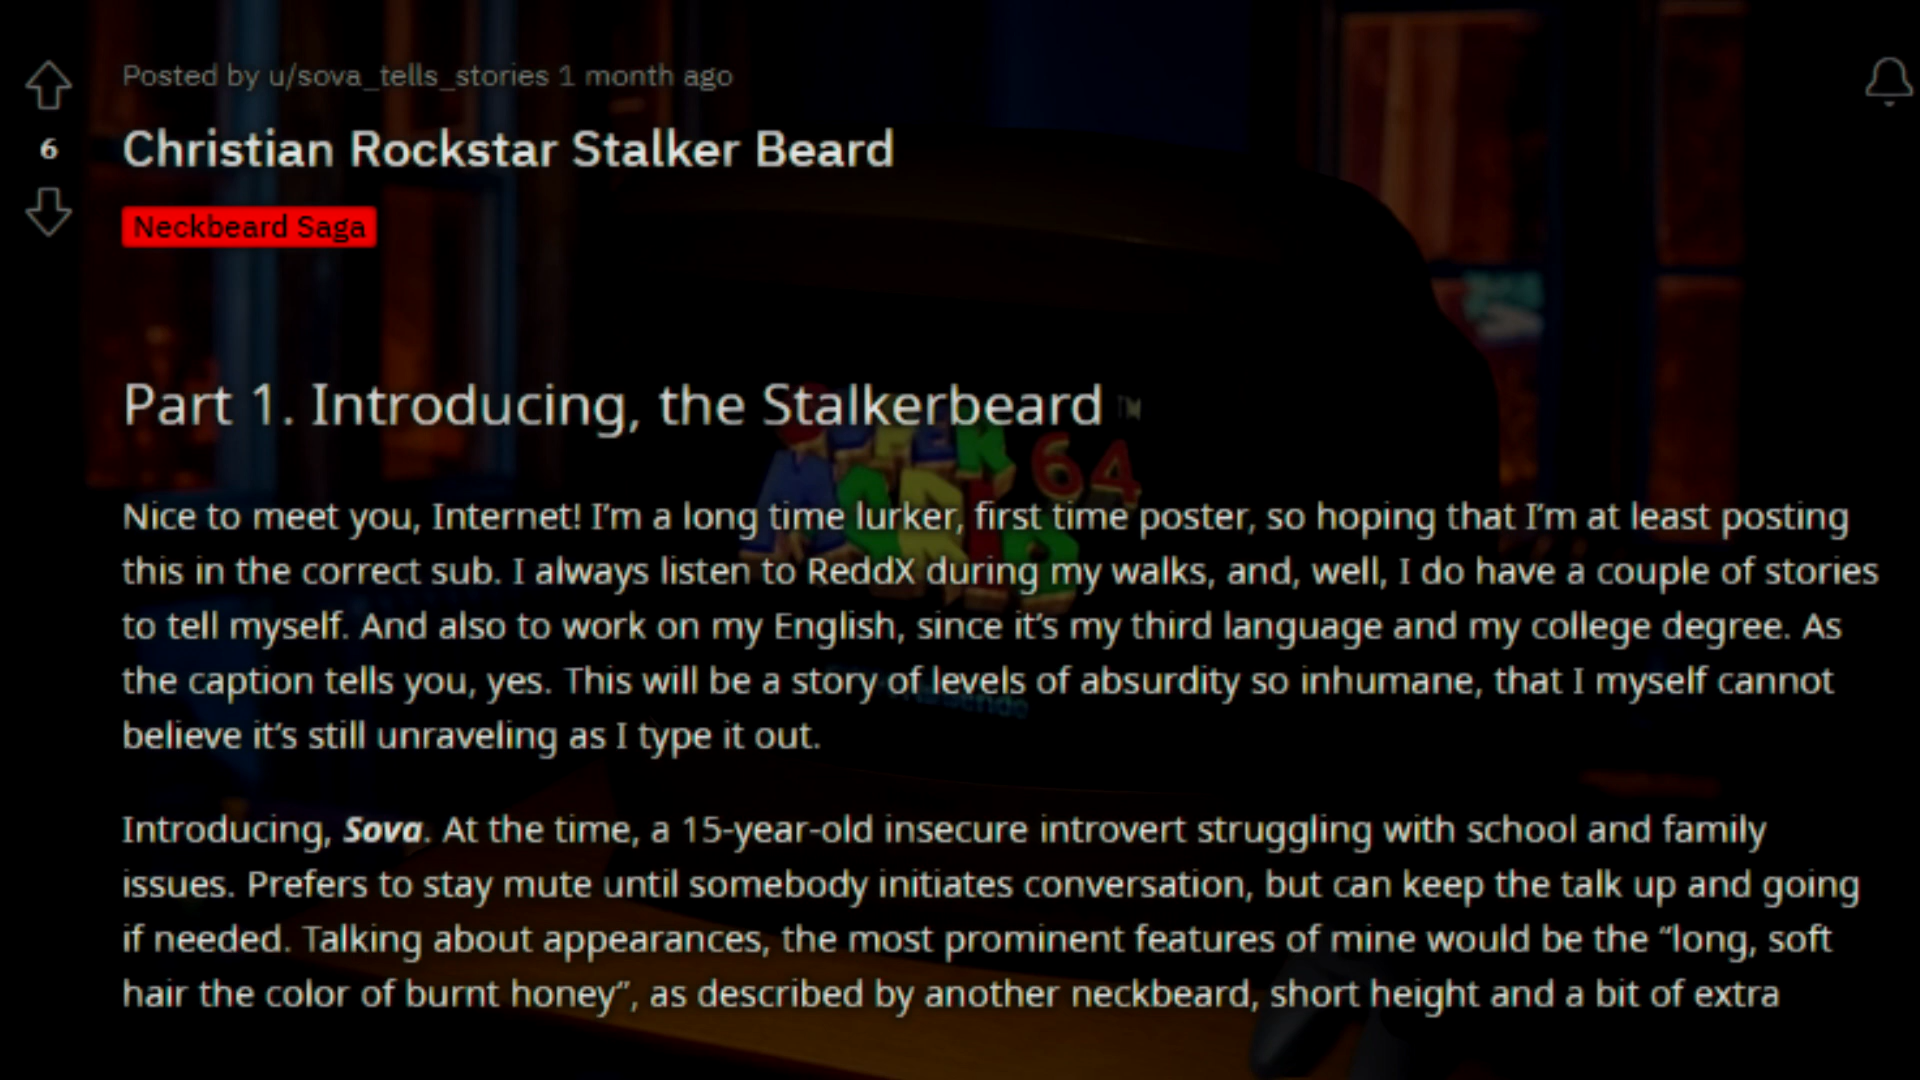 Posted by u/sova_tells_stories 1 month ago
6
Christian Rockstar Stalker Beard
Neckbeard Saga
Part 1. Introducing, the Stalkerbeard
TM
SUPER
MARIO 64
WORLD
Nice to meet you, Internet! I’m a long time lurker, first time poster, so hoping that I’m at least posting
this in the correct sub. I always listen to ReddX during my walks, and, well, I do have a couple of stories
to tell myself. And also to work on my English, since it’s my third language and my college degree. As
the caption tells you, yes. This will be a story of levels of absurdity so inhumane, that I myself cannot
believe it’s still unraveling as I type it out.
Introducing, Sova. At the time, a 15-year-old insecure introvert struggling with school and family
issues. Prefers to stay mute until somebody initiates conversation, but can keep the talk up and going
if needed. Talking about appearances, the most prominent features of mine would be the “long, soft
hair the color of burnt honey”, as described by another neckbeard, short height and a bit of extra